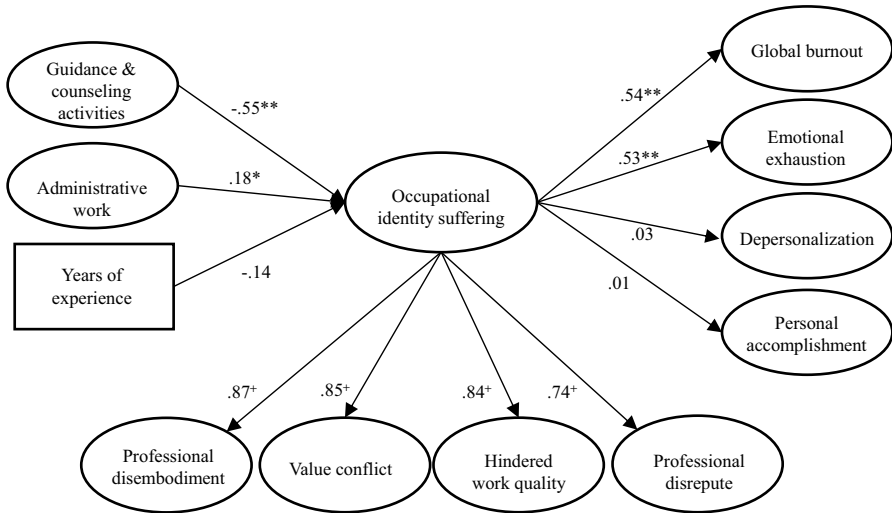 Guidance &
counseling
activities
Administrative
work
Years of
experience
-.55**
.18*
-.14
Occupational
identity suffering
.54**
.53**
.03
.01
Global burnout
Emotional
exhaustion
Depersonalization
Personal
accomplishment
.87⁺
.85⁺
.84⁺
.74⁺
Professional
disembodiment
Value conflict
Hindered
work quality
Professional
disrepute